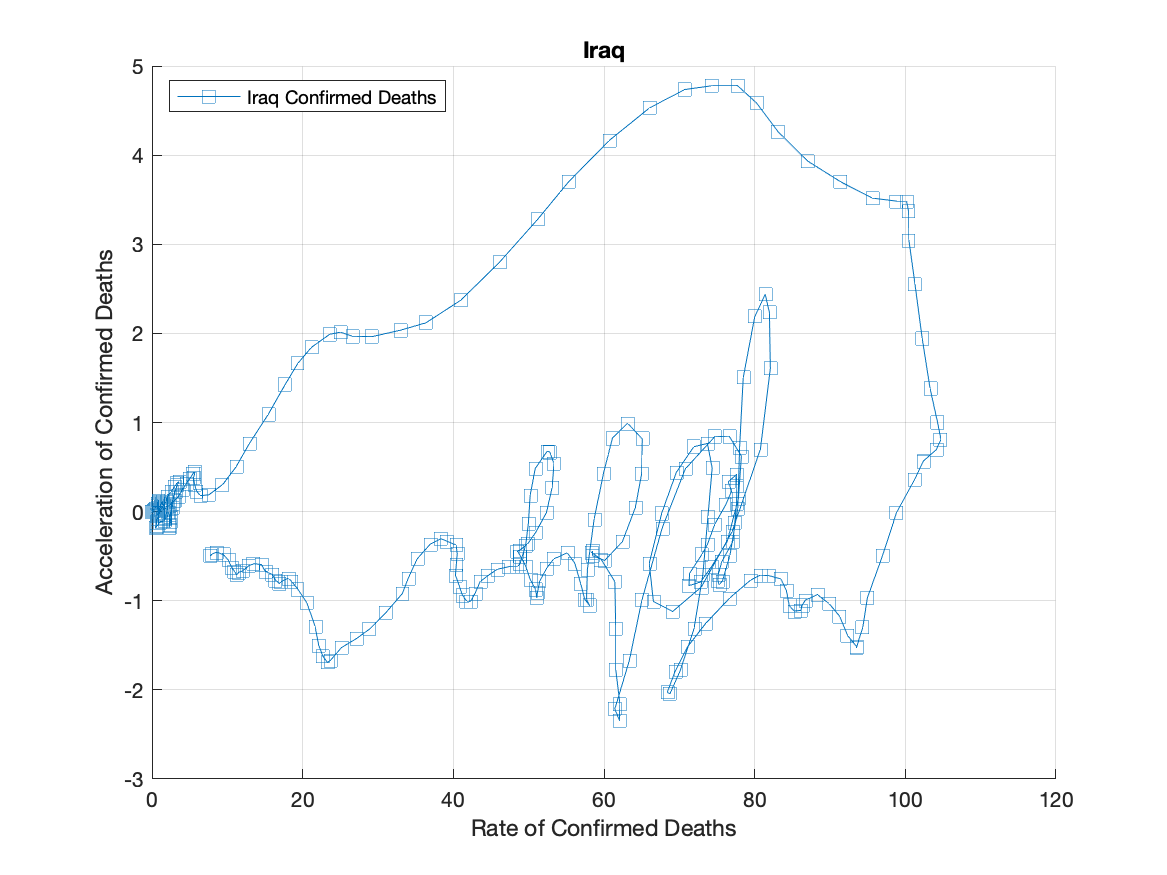 Iraq
Iraq Confirmed Deaths
5
4
3
2
1
0
-1
-2
-3
Acceleration of Confirmed Deaths
0 20 40 60 80 100 120
Rate of Confirmed Deaths